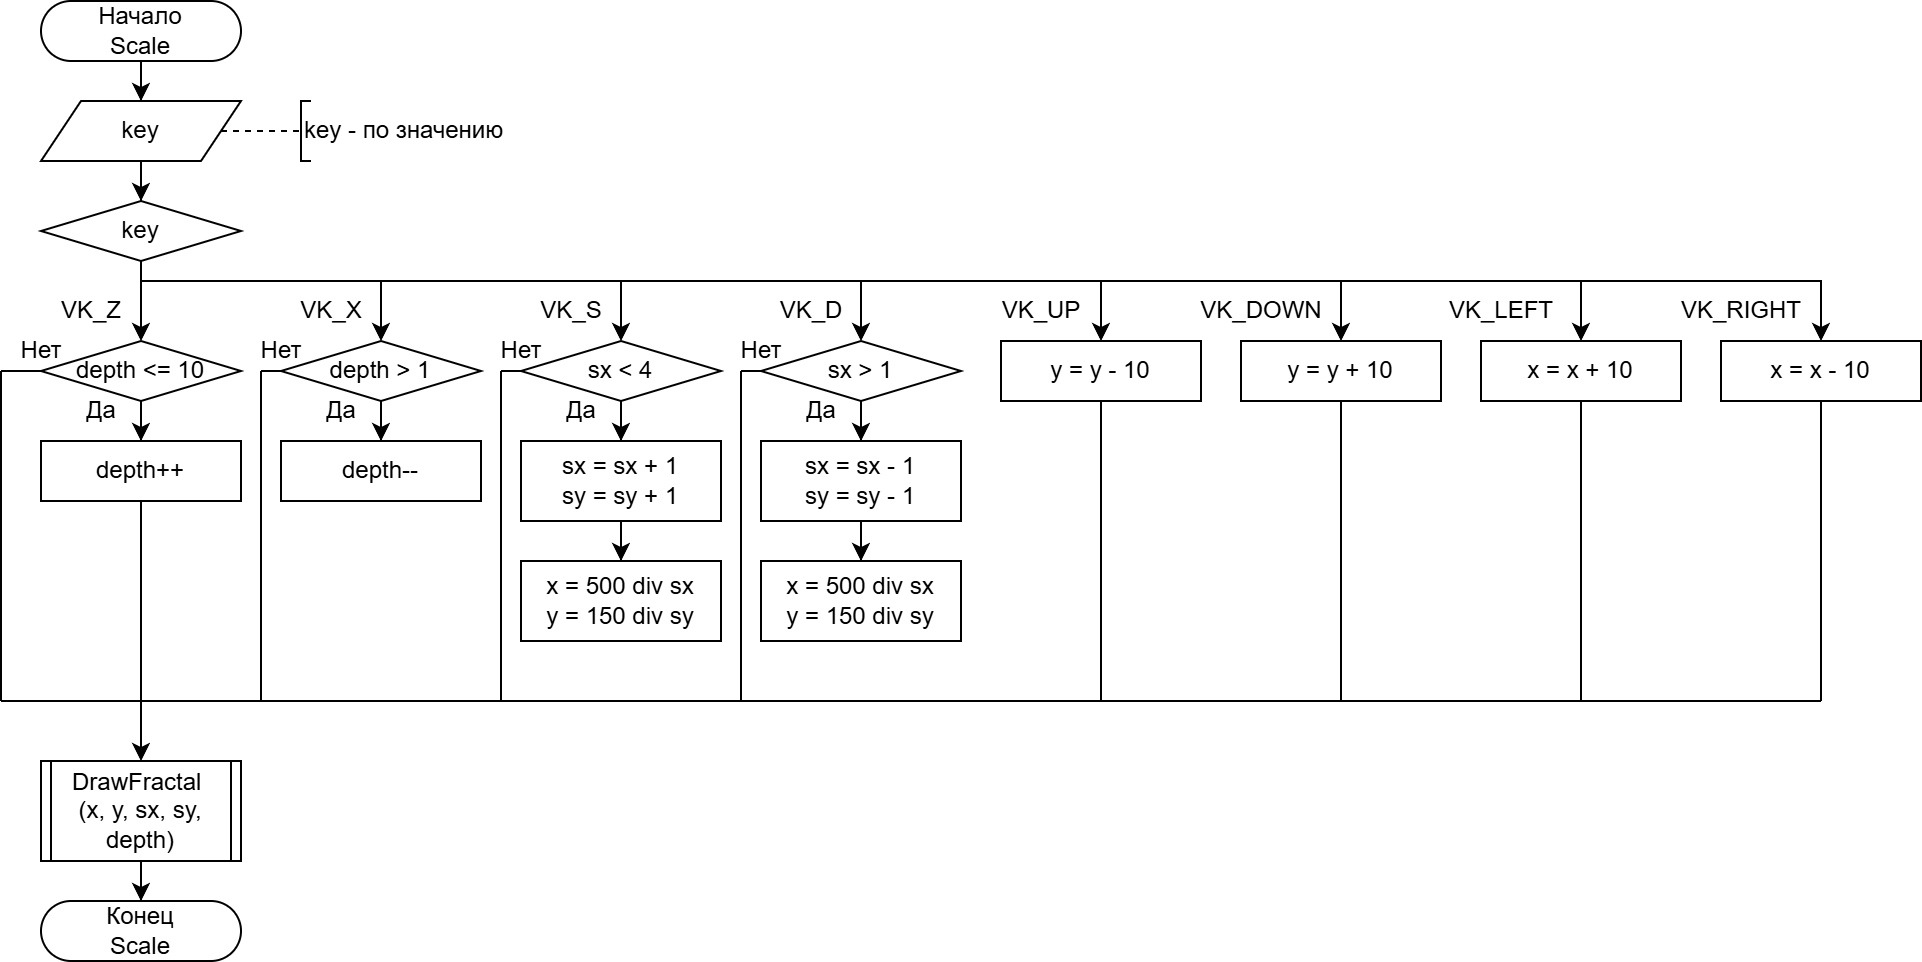 Начало
Scale
key
key - по значению
key
VK_Z
VK_X
VK_S
VK_D
VK_UP
VK_DOWN
VK_LEFT
VK_RIGHT
Нет
depth <= 10
Да
Нет
depth > 1
Да
Нет
sx < 4
Да
Нет
sx > 1
Да
y = y - 10
y = y + 10
x = x + 10
x = x - 10
depth++
depth--
sx = sx + 1
sy = sy + 1
sx = sx - 1
sy = sy - 1
x = 500 div sx
y = 150 div sy
x = 500 div sx
y = 150 div sy
DrawFractal
(x, y, sx, sy,
depth)
Конец
Scale